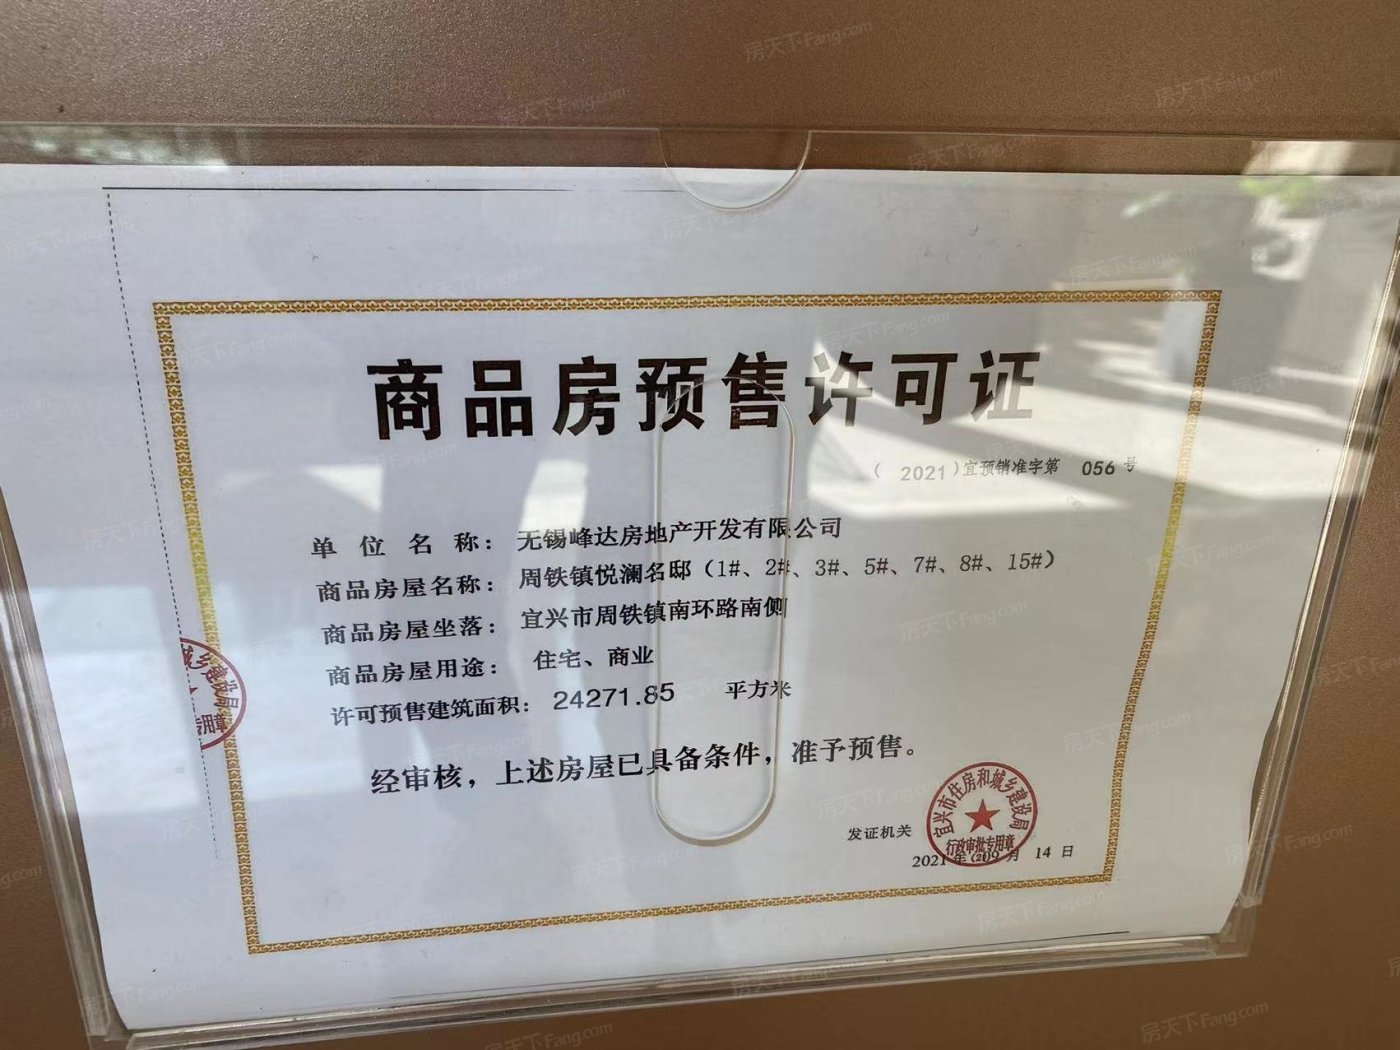 商品房预售许可证
（ 2021）宜预销准字第 056 号
单位名称：无锡峰达房地产开发有限公司
商品房屋名称：周铁镇悦澜名邸（1#、2#、3#、5#、7#、8#、15#）
商品房屋坐落：宜兴市周铁镇南环路南侧
商品房屋用途：住宅、商业
许可预售建筑面积：24271.85 平方米
经审核，上述房屋已具备条件，准予预售。
发证机关
宜兴市住房和城乡建设局
行政审批专用章
2021 年 09 月 14 日
房天下Fang.com